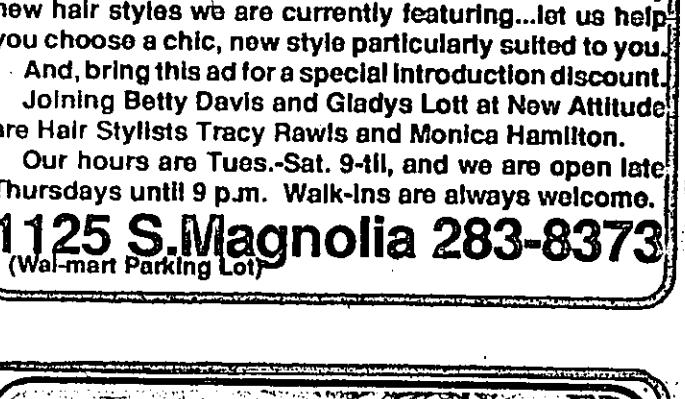 new hair styles we are currently featuring...let us help
you choose a chic, new style particularly suited to you.
And, bring this ad for a special introduction discount.
Joining Betty Davis and Gladys Lott at New Attitude
are Hair Stylists Tracy Rawls and Monica Hamilton.
Our hours are Tues.-Sat. 9-til, and we are open late
Thursdays until 9 p.m. Walk-ins are always welcome.
1125 S.Magnolia 283-8373
(Wal-mart Parking Lot)